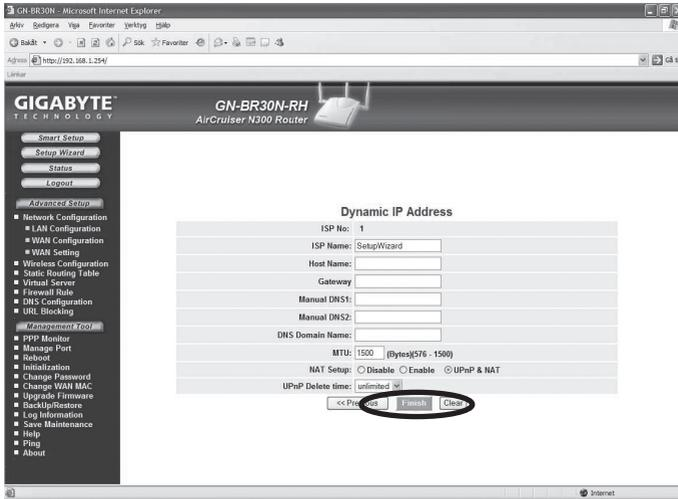 GN-BR30N - Microsoft Internet Explorer
Arkiv Redigera Visa Favoriter Verktyg Hjälp
Bakåt Sök Favoriter
Adress http://192.168.1.254/ Gå
Länkar
GIGABYTE™
TECHNOLOGY
GN-BR30N-RH
AirCruiser N300 Router
Smart Setup
Setup Wizard
Status
Logout
Advanced Setup
Network Configuration
LAN Configuration
WAN Configuration
WAN Setting
Wireless Configuration
Static Routing Table
Virtual Server
Firewall Rule
DNS Configuration
URL Blocking
Management Tool
PPP Monitor
Manage Port
Reboot
Initialization
Change Password
Change WAN MAC
Upgrade Firmware
BackUp/Restore
Log Information
Save Maintenance
Help
Ping
About
Dynamic IP Address
ISP No: 1
ISP Name: SetupWizard
Host Name:
Gateway
Manual DNS1:
Manual DNS2:
DNS Domain Name:
MTU: 1500 (Bytes)(576 - 1500)
NAT Setup: Disable Enable UPnP & NAT
UPnP Delete time: unlimited
<< Previous Finish Clear
Internet